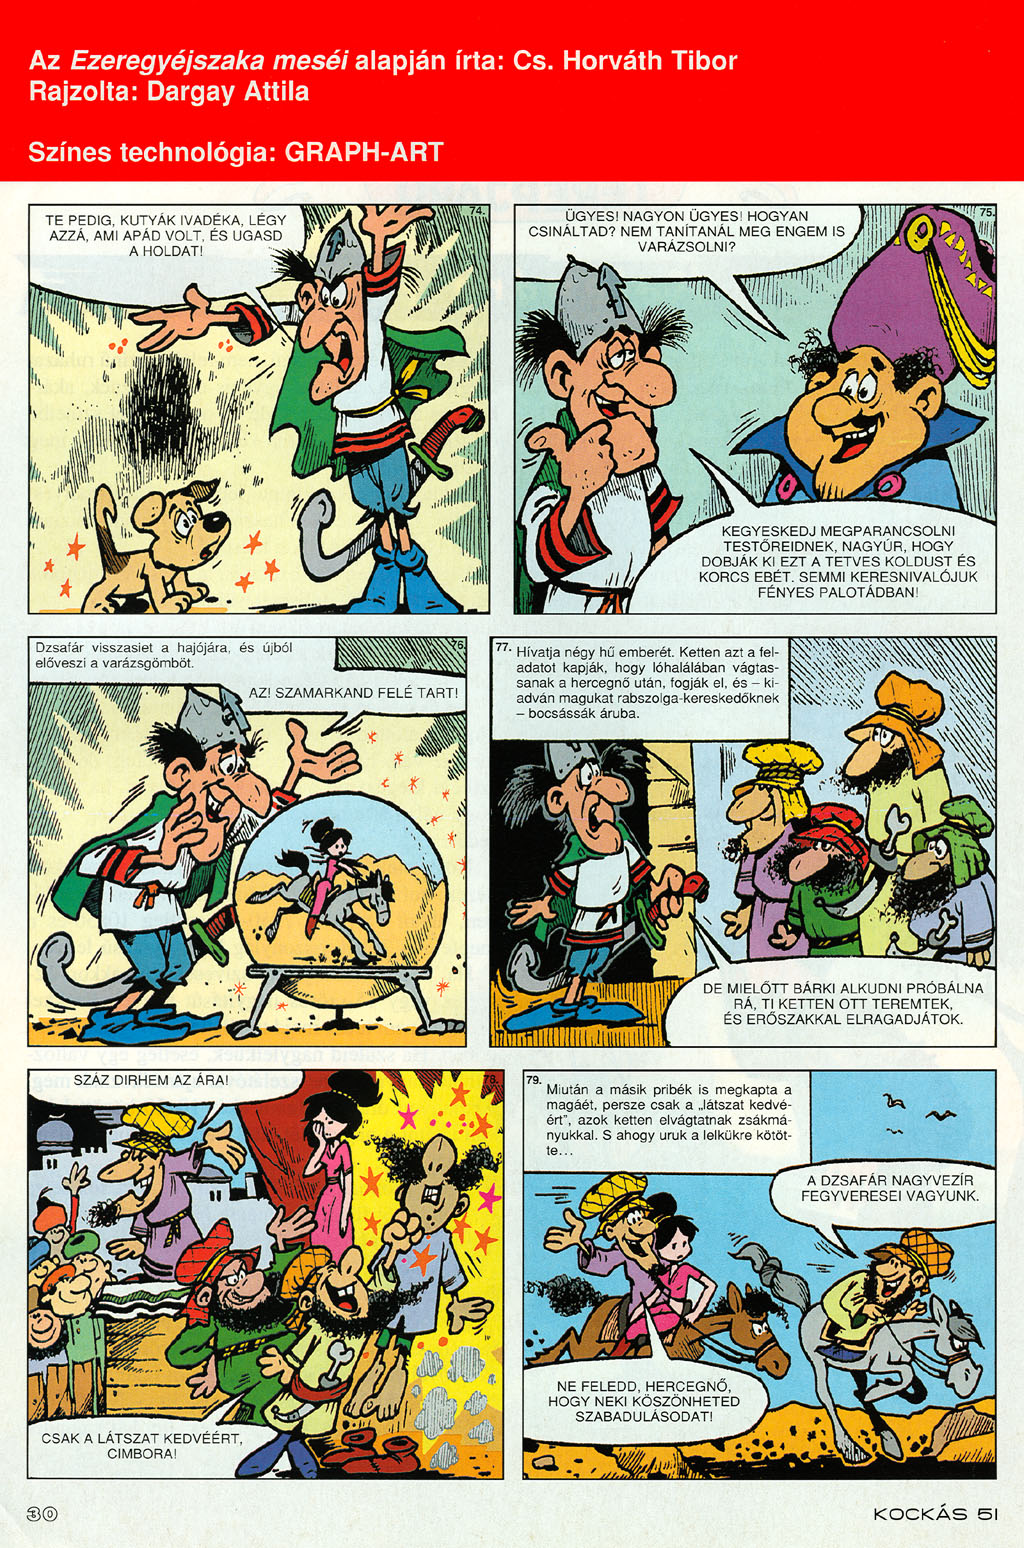 Az Ezeregyéjszaka meséi alapján írta: Cs. Horváth Tibor
Rajzolta: Dargay Attila
Színes technológia: GRAPH-ART
74.
TE PEDIG, KUTYÁK IVADÉKA, LÉGY
AZZÁ, AMI APÁD VOLT, ÉS UGASD
A HOLDAT!
75.
ÜGYES! NAGYON ÜGYES! HOGYAN
CSINÁLTAD? NEM TANÍTANÁL MEG ENGEM IS
VARÁZSOLNI?
KEGYESKEDJ MEGPARANCSOLNI
TESTŐREIDNEK, NAGYÚR, HOGY
DOBJÁK KI EZT A TETVES KOLDUST ÉS
KORCS EBÉT. SEMMI KERESNIVALÓJUK
FÉNYES PALOTÁDBAN!
76.
Dzsafár visszasiet a hajójára, és újból
előveszi a varázsgömböt.
AZ! SZAMARKAND FELÉ TART!
77.
Hívatja négy hű emberét. Ketten azt a fel-
adatot kapják, hogy lóhalálában vágtas-
sanak a hercegnő után, fogják el, és – ki-
adván magukat rabszolga-kereskedőknek
– bocsássák áruba.
DE MIELŐTT BÁRKI ALKUDNI PRÓBÁLNA
RÁ, TI KETTEN OTT TEREMTEK,
ÉS ERŐSZAKKAL ELRAGADJÁTOK.
78.
SZÁZ DIRHEM AZ ÁRA!
CSAK A LÁTSZAT KEDVÉÉRT,
CIMBORA!
79.
Miután a másik pribék is megkapta a
magáét, persze csak a „látszat kedvé-
ért”, azok ketten elvágtatnak zsákmá-
nyukkal. S ahogy uruk a lelkükre kötöt-
te...
A DZSAFÁR NAGYVEZÍR
FEGYVERESEI VAGYUNK.
NE FELEDD, HERCEGNŐ,
HOGY NEKI KÖSZÖNHETED
SZABADULÁSODAT!
30
KOCKÁS 51